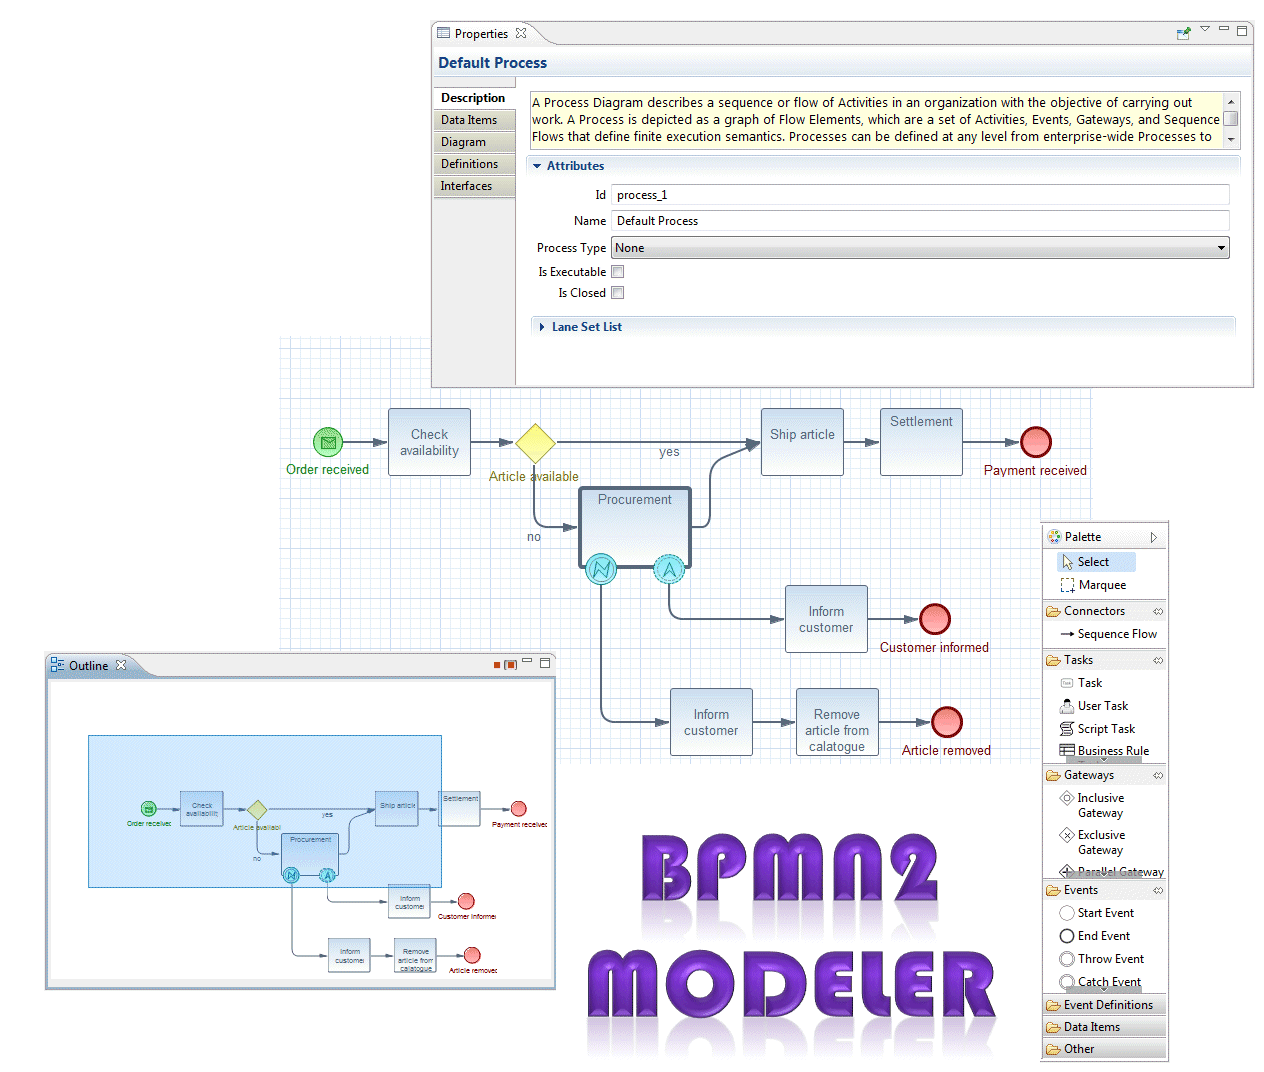 Properties
Default Process
Description
Data Items
Diagram
Definitions
Interfaces
A Process Diagram describes a sequence or flow of Activities in an organization with the objective of carrying out
work. A Process is depicted as a graph of Flow Elements, which are a set of Activities, Events, Gateways, and Sequence
Flows that define finite execution semantics. Processes can be defined at any level from enterprise-wide Processes to
Attributes
Id process_1
Name Default Process
Process Type None
Is Executable
Is Closed
Lane Set List
Order received
Check
availability
Article available
yes
no
Ship article
Settlement
Payment received
Procurement
Inform
customer
Customer informed
Inform
customer
Remove
article from
calatogue
Article removed
Palette
Select
Marquee
Connectors
Sequence Flow
Tasks
Task
User Task
Script Task
Business Rule
Gateways
Inclusive
Gateway
Exclusive
Gateway
Parallel Gateway
Events
Start Event
End Event
Throw Event
Catch Event
Event Definitions
Data Items
Other
Outline
Order received
Check
availability
Article availabl
yes
no
Ship article
Settlement
Payment received
Procurement
Inform
customer
Customer informed
Inform
customer
Remove
article from
calatogue
Article removed
BPMN2
MODELER